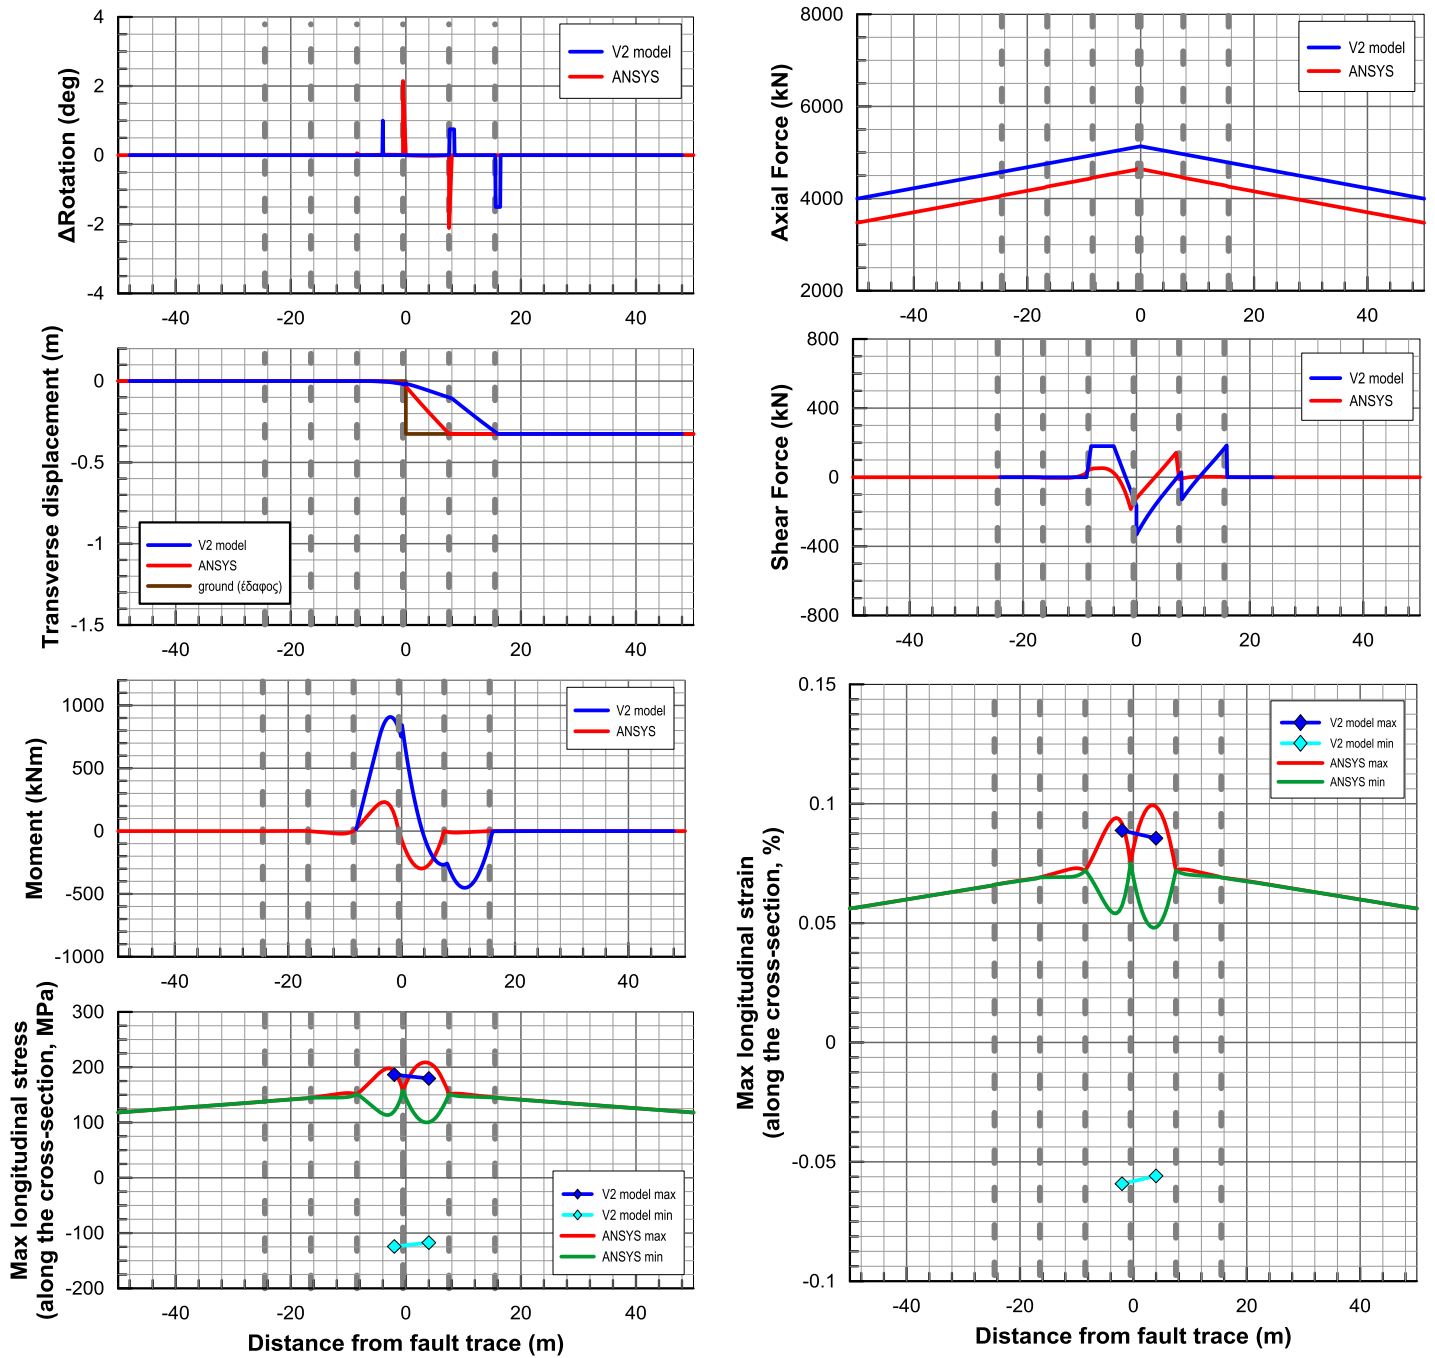 ΔRotation (deg)
4
2
0
-2
-4
-40
-20
0
20
40
V2 model
ANSYS
Axial Force (kN)
8000
6000
4000
2000
-40
-20
0
20
40
V2 model
ANSYS
Transverse displacement (m)
0
-0.5
-1
-1.5
-40
-20
0
20
40
V2 model
ANSYS
ground (έδαφος)
Shear Force (kN)
800
400
0
-400
-800
-40
-20
0
20
40
V2 model
ANSYS
Moment (kNm)
1000
500
0
-500
-1000
-40
-20
0
20
40
V2 model
ANSYS
Max longitudinal stress
(along the cross-section, MPa)
300
200
100
0
-100
-200
-40
-20
0
20
40
V2 model max
V2 model min
ANSYS max
ANSYS min
Distance from fault trace (m)
Max longitudinal strain
(along the cross-section, %)
0.15
0.1
0.05
0
-0.05
-0.1
-40
-20
0
20
40
V2 model max
V2 model min
ANSYS max
ANSYS min
Distance from fault trace (m)